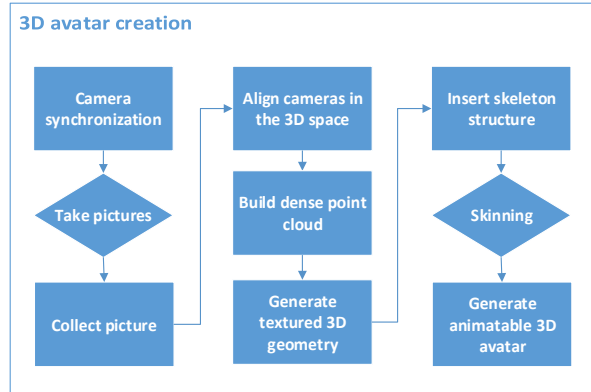 3D avatar creation
Camera
synchronization
Take pictures
Collect picture
Align cameras in
the 3D space
Build dense point
cloud
Generate
textured 3D
geometry
Insert skeleton
structure
Skinning
Generate
animatable 3D
avatar